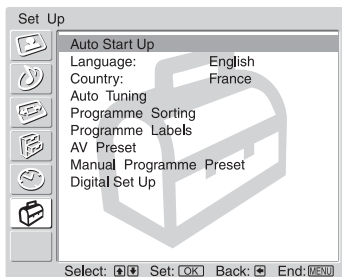 Set Up
Auto Start Up
Language: English
Country: France
Auto Tuning
Programme Sorting
Programme Labels
AV Preset
Manual Programme Preset
Digital Set Up
Select: Set: OK Back: End: MENU